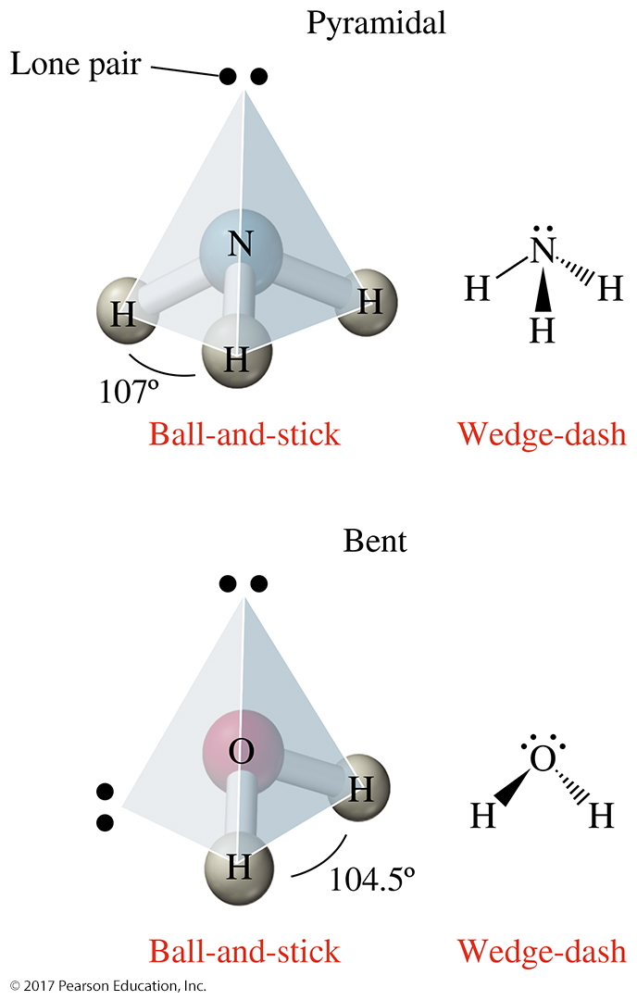 Pyramidal
Lone pair
N
H
H
H
107º
N
H
H
H
Ball-and-stick
Wedge-dash
Bent
O
H
H
104.5º
O
H
H
Ball-and-stick
Wedge-dash
© 2017 Pearson Education, Inc.